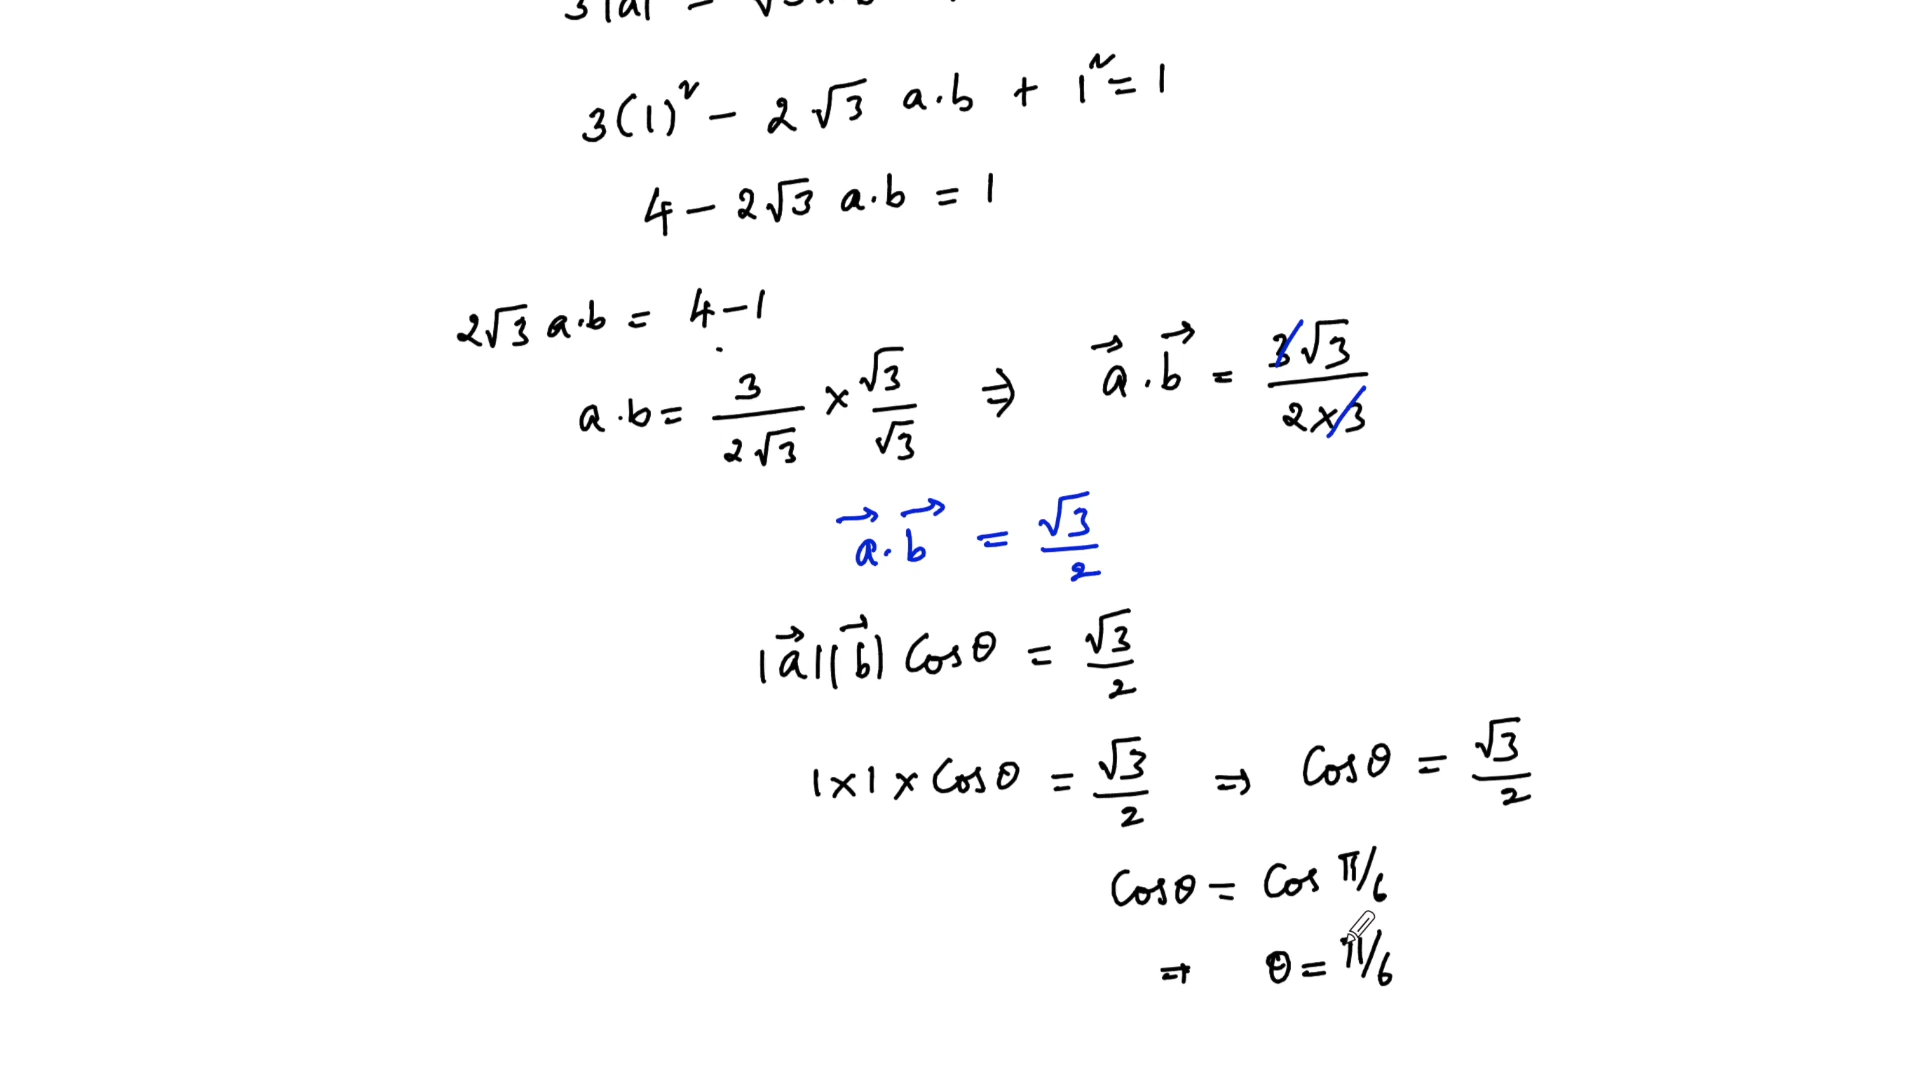 3(1)² - 2√3 a.b + 1² = 1
4 - 2√3 a.b = 1
2√3 a.b = 4-1
a.b = 3/2√3 × √3/√3 ⇒ a⃗.b⃗ = 3√3/2×3
a⃗.b⃗ = √3/2
|a⃗||b⃗| Cosθ = √3/2
1×1×Cosθ = √3/2 ⇒ Cosθ = √3/2
Cosθ = Cos π/6
⇒ θ = π/6